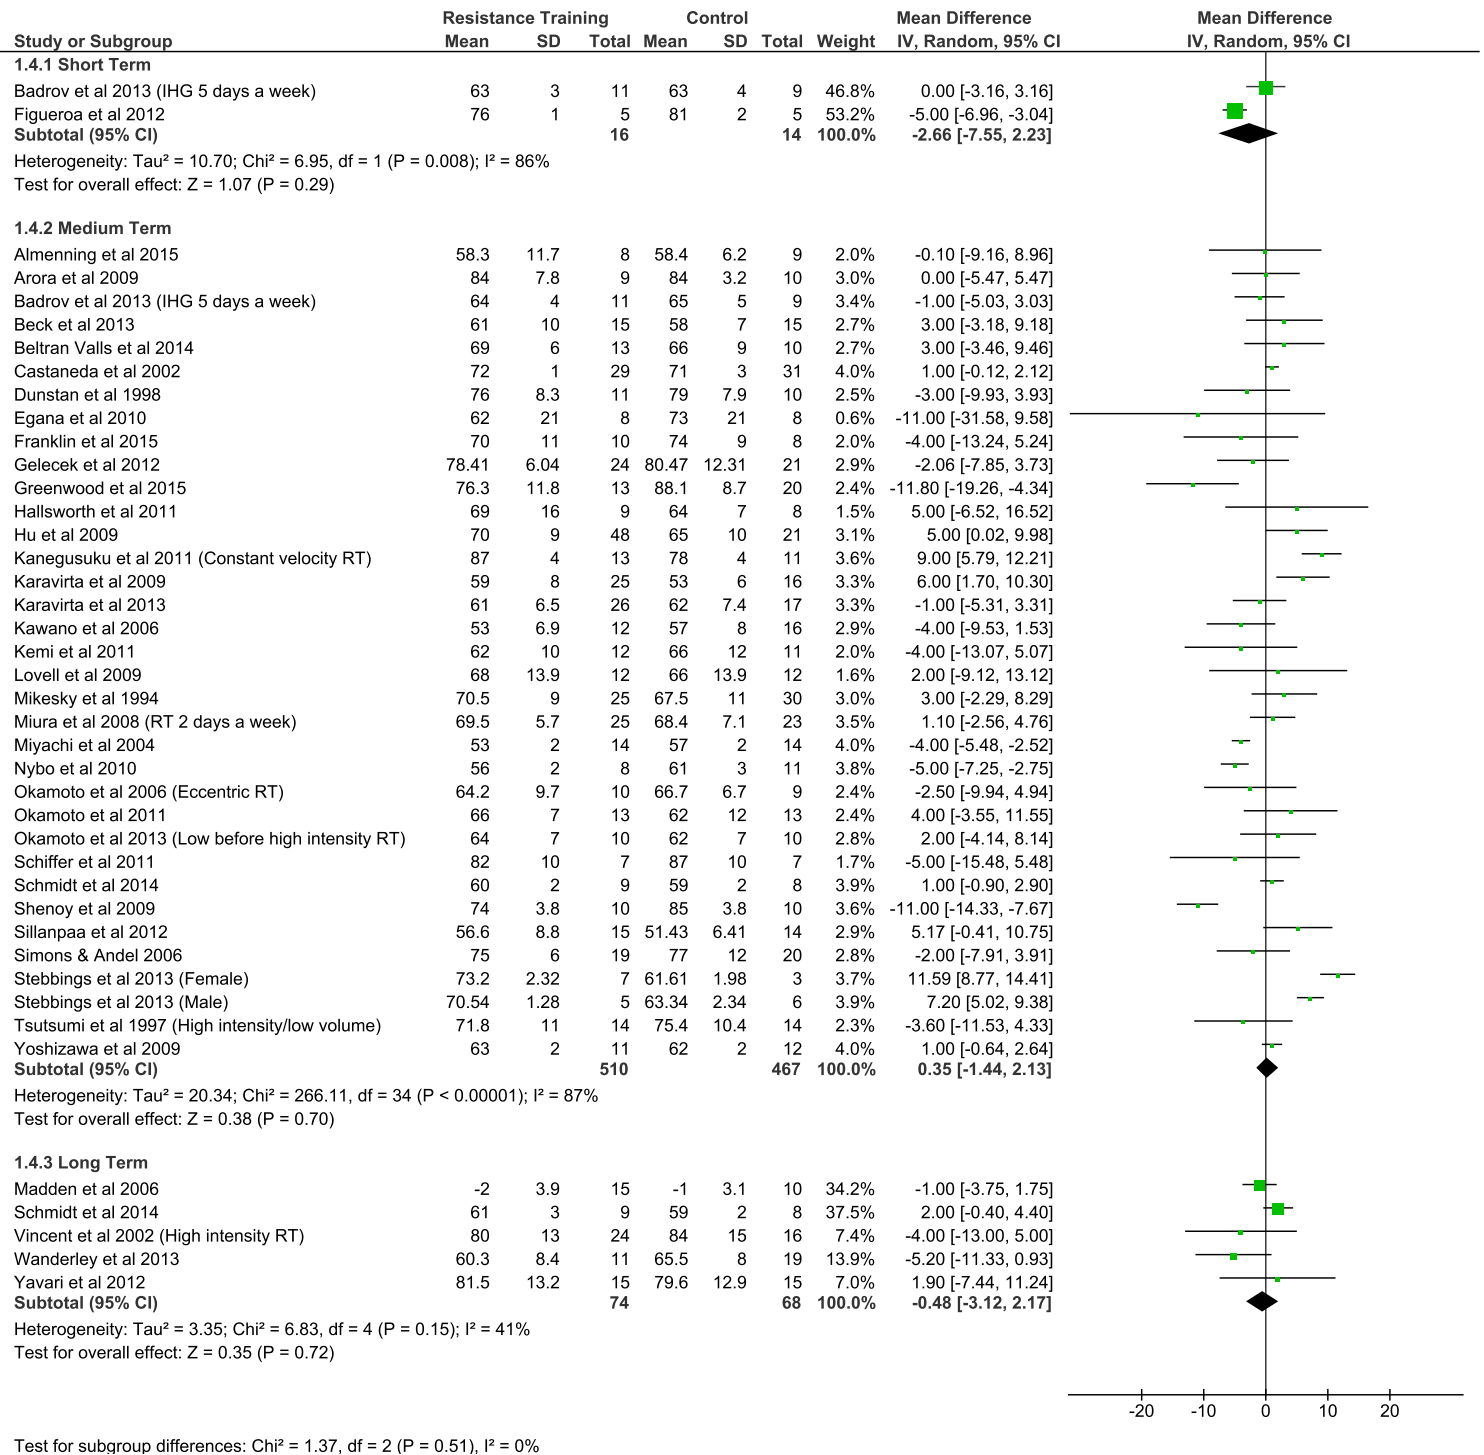 Resistance Training Control Mean Difference Mean Difference
Study or Subgroup Mean SD Total Mean SD Total Weight IV, Random, 95% CI IV, Random, 95% CI
1.4.1 Short Term
Badrov et al 2013 (IHG 5 days a week) 63 3 11 63 4 9 46.8% 0.00 [-3.16, 3.16]
Figueroa et al 2012 76 1 5 81 2 5 53.2% -5.00 [-6.96, -3.04]
Subtotal (95% CI) 16 14 100.0% -2.66 [-7.55, 2.23]
Heterogeneity: Tau² = 10.70; Chi² = 6.95, df = 1 (P = 0.008); I² = 86%
Test for overall effect: Z = 1.07 (P = 0.29)
1.4.2 Medium Term
Almenning et al 2015 58.3 11.7 8 58.4 6.2 9 2.0% -0.10 [-9.16, 8.96]
Arora et al 2009 84 7.8 9 84 3.2 10 3.0% 0.00 [-5.47, 5.47]
Badrov et al 2013 (IHG 5 days a week) 64 4 11 65 5 9 3.4% -1.00 [-5.03, 3.03]
Beck et al 2013 61 10 15 58 7 15 2.7% 3.00 [-3.18, 9.18]
Beltran Valls et al 2014 69 6 13 66 9 10 2.7% 3.00 [-3.46, 9.46]
Castaneda et al 2002 72 1 29 71 3 31 4.0% 1.00 [-0.12, 2.12]
Dunstan et al 1998 76 8.3 11 79 7.9 10 2.5% -3.00 [-9.93, 3.93]
Egana et al 2010 62 21 8 73 21 8 0.6% -11.00 [-31.58, 9.58]
Franklin et al 2015 70 11 10 74 9 8 2.0% -4.00 [-13.24, 5.24]
Gelecek et al 2012 78.41 6.04 24 80.47 12.31 21 2.9% -2.06 [-7.85, 3.73]
Greenwood et al 2015 76.3 11.8 13 88.1 8.7 20 2.4% -11.80 [-19.26, -4.34]
Hallsworth et al 2011 69 16 9 64 7 8 1.5% 5.00 [-6.52, 16.52]
Hu et al 2009 70 9 48 65 10 21 3.1% 5.00 [0.02, 9.98]
Kanegusuku et al 2011 (Constant velocity RT) 87 4 13 78 4 11 3.6% 9.00 [5.79, 12.21]
Karavirta et al 2009 59 8 25 53 6 16 3.3% 6.00 [1.70, 10.30]
Karavirta et al 2013 61 6.5 26 62 7.4 17 3.3% -1.00 [-5.31, 3.31]
Kawano et al 2006 53 6.9 12 57 8 16 2.9% -4.00 [-9.53, 1.53]
Kemi et al 2011 62 10 12 66 12 11 2.0% -4.00 [-13.07, 5.07]
Lovell et al 2009 68 13.9 12 66 13.9 12 1.6% 2.00 [-9.12, 13.12]
Mikesky et al 1994 70.5 9 25 67.5 11 30 3.0% 3.00 [-2.29, 8.29]
Miura et al 2008 (RT 2 days a week) 69.5 5.7 25 68.4 7.1 23 3.5% 1.10 [-2.56, 4.76]
Miyachi et al 2004 53 2 14 57 2 14 4.0% -4.00 [-5.48, -2.52]
Nybo et al 2010 56 2 8 61 3 11 3.8% -5.00 [-7.25, -2.75]
Okamoto et al 2006 (Eccentric RT) 64.2 9.7 10 66.7 6.7 9 2.4% -2.50 [-9.94, 4.94]
Okamoto et al 2011 66 7 13 62 12 13 2.4% 4.00 [-3.55, 11.55]
Okamoto et al 2013 (Low before high intensity RT) 64 7 10 62 7 10 2.8% 2.00 [-4.14, 8.14]
Schiffer et al 2011 82 10 7 87 10 7 1.7% -5.00 [-15.48, 5.48]
Schmidt et al 2014 60 2 9 59 2 8 3.9% 1.00 [-0.90, 2.90]
Shenoy et al 2009 74 3.8 10 85 3.8 10 3.6% -11.00 [-14.33, -7.67]
Sillanpaa et al 2012 56.6 8.8 15 51.43 6.41 14 2.9% 5.17 [-0.41, 10.75]
Simons & Andel 2006 75 6 19 77 12 20 2.8% -2.00 [-7.91, 3.91]
Stebbings et al 2013 (Female) 73.2 2.32 7 61.61 1.98 3 3.7% 11.59 [8.77, 14.41]
Stebbings et al 2013 (Male) 70.54 1.28 5 63.34 2.34 6 3.9% 7.20 [5.02, 9.38]
Tsutsumi et al 1997 (High intensity/low volume) 71.8 11 14 75.4 10.4 14 2.3% -3.60 [-11.53, 4.33]
Yoshizawa et al 2009 63 2 11 62 2 12 4.0% 1.00 [-0.64, 2.64]
Subtotal (95% CI) 510 467 100.0% 0.35 [-1.44, 2.13]
Heterogeneity: Tau² = 20.34; Chi² = 266.11, df = 34 (P < 0.00001); I² = 87%
Test for overall effect: Z = 0.38 (P = 0.70)
1.4.3 Long Term
Madden et al 2006 -2 3.9 15 -1 3.1 10 34.2% -1.00 [-3.75, 1.75]
Schmidt et al 2014 61 3 9 59 2 8 37.5% 2.00 [-0.40, 4.40]
Vincent et al 2002 (High intensity RT) 80 13 24 84 15 16 7.4% -4.00 [-13.00, 5.00]
Wanderley et al 2013 60.3 8.4 11 65.5 8 19 13.9% -5.20 [-11.33, 0.93]
Yavari et al 2012 81.5 13.2 15 79.6 12.9 15 7.0% 1.90 [-7.44, 11.24]
Subtotal (95% CI) 74 68 100.0% -0.48 [-3.12, 2.17]
Heterogeneity: Tau² = 3.35; Chi² = 6.83, df = 4 (P = 0.15); I² = 41%
Test for overall effect: Z = 0.35 (P = 0.72)
-20 -10 0 10 20
Test for subgroup differences: Chi² = 1.37, df = 2 (P = 0.51), I² = 0%